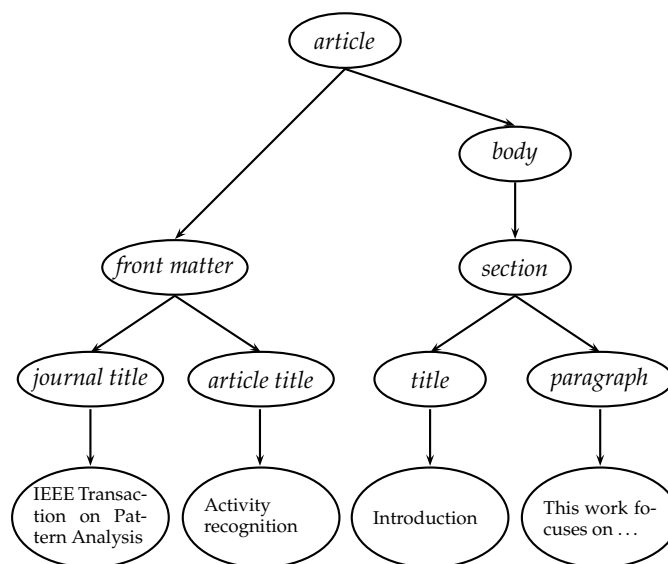 article
body
front matter
section
journal title
article title
title
paragraph
IEEE Transac-
tion on Pat-
tern Analysis
Activity
recognition
Introduction
This work fo-
cuses on . . .